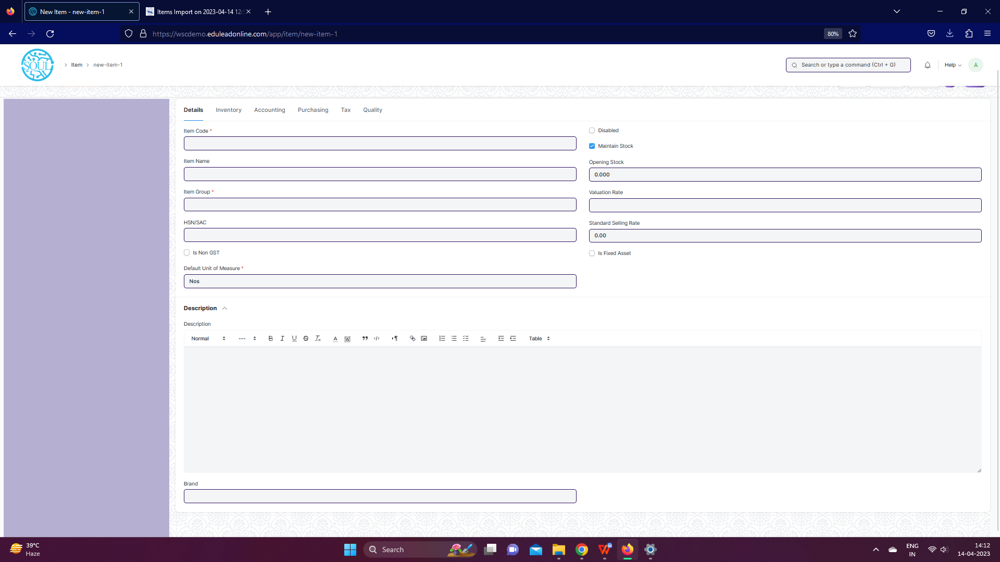 New Item - new-item-1
Items Import on 2023-04-14 12:
https://wscdemo.eduleadonline.com/app/item/new-item-1
80%
SOUL
Item
new-item-1
Search or type a command (Ctrl + G)
Help
A
Details
Inventory
Accounting
Purchasing
Tax
Quality
Item Code *
Disabled
Maintain Stock
Item Name
Opening Stock
0.000
Item Group *
Valuation Rate
HSN/SAC
Standard Selling Rate
0.00
Is Non GST
Is Fixed Asset
Default Unit of Measure *
Nos
Description
Description
Normal
---
Table
Brand
39°C
Haze
Search
ENG
IN
14:12
14-04-2023